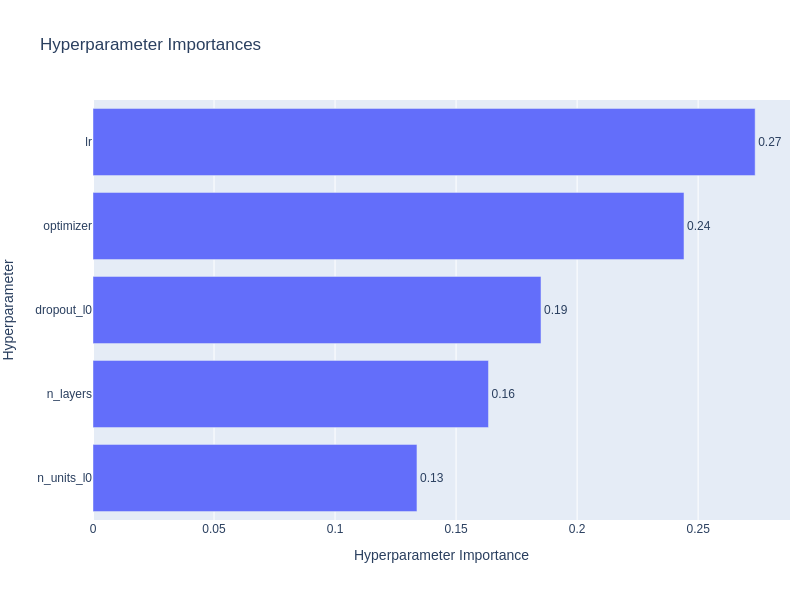 Hyperparameter Importances
lr
0.27
optimizer
0.24
dropout_l0
0.19
n_layers
0.16
n_units_l0
0.13
0
0.05
0.1
0.15
0.2
0.25
Hyperparameter Importance
Hyperparameter